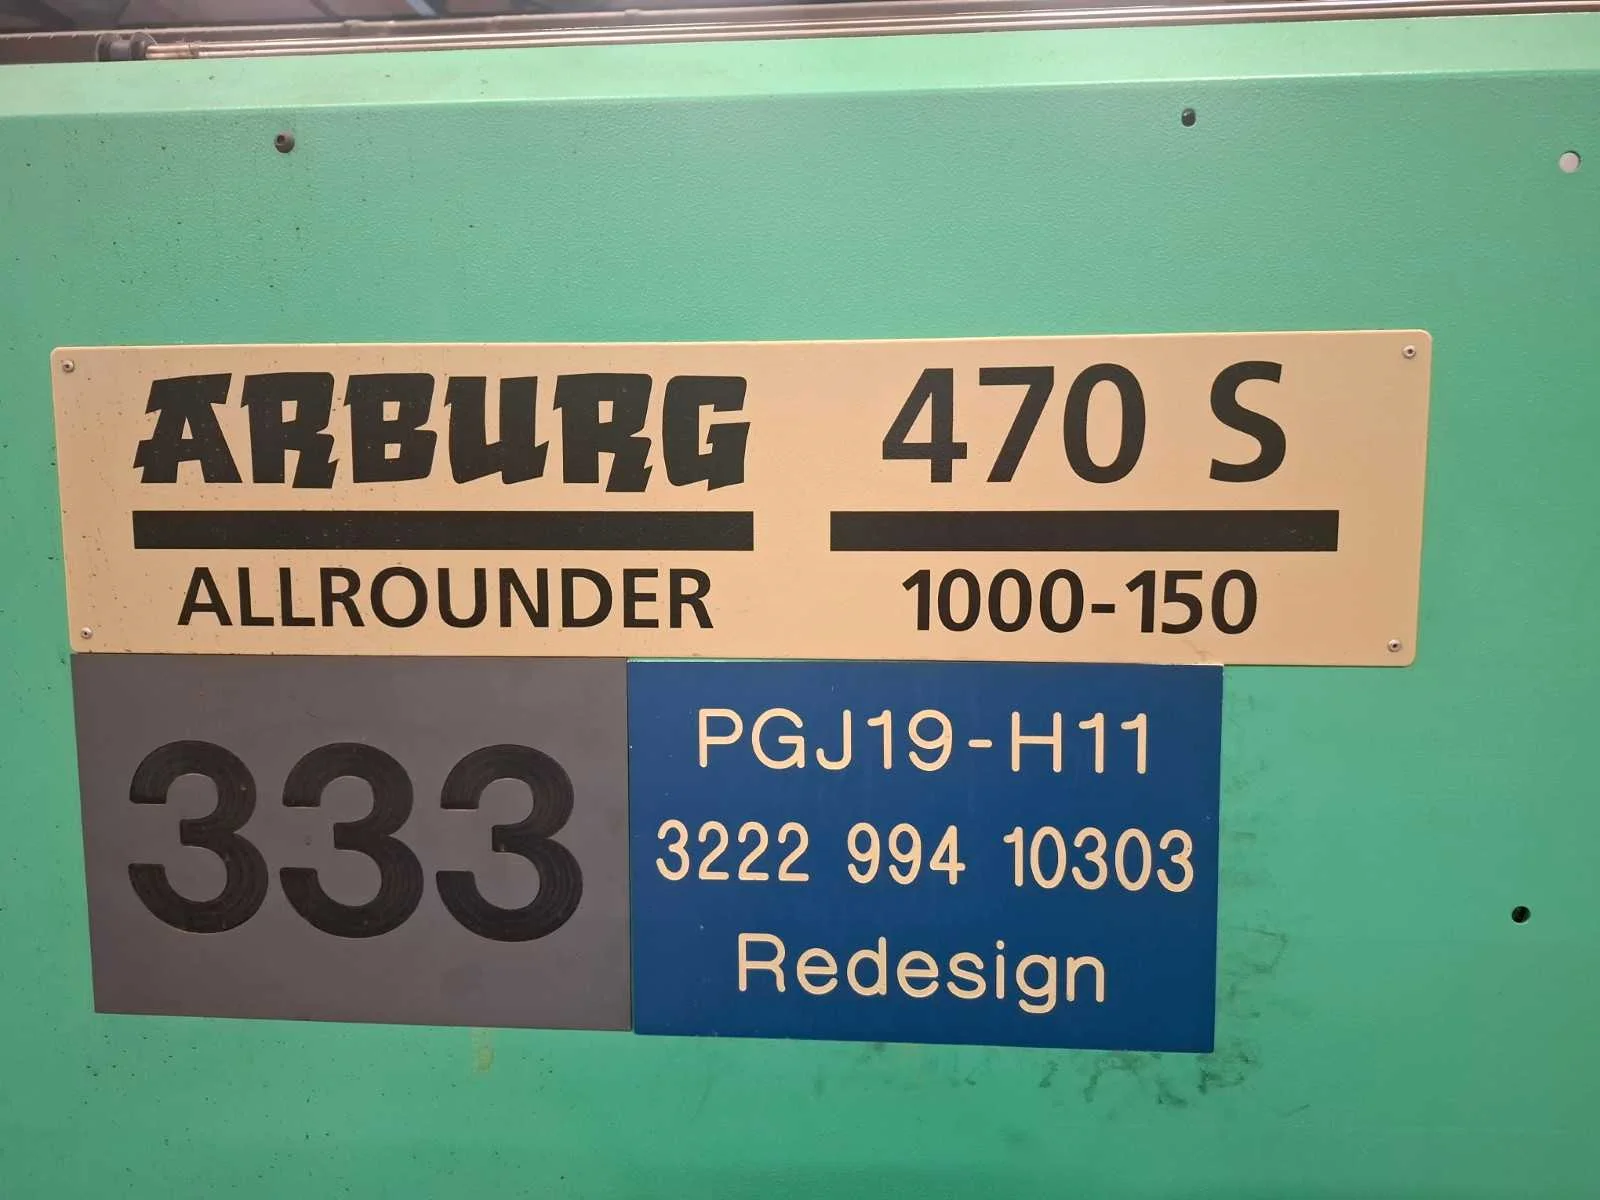 ARBURG 470 S
ALLROUNDER 1000-150
333
PGJ19-H11
3222 994 10303
Redesign